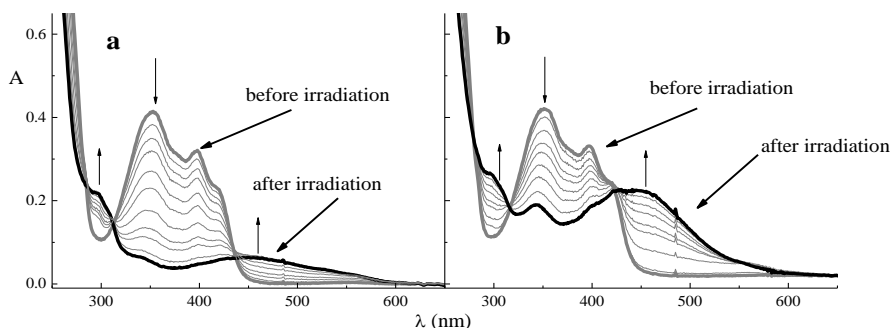 a
b
A
0.6
0.4
0.2
0.0
before irradiation
after irradiation
before irradiation
after irradiation
300 400 500 600 300 400 500 600
λ (nm)